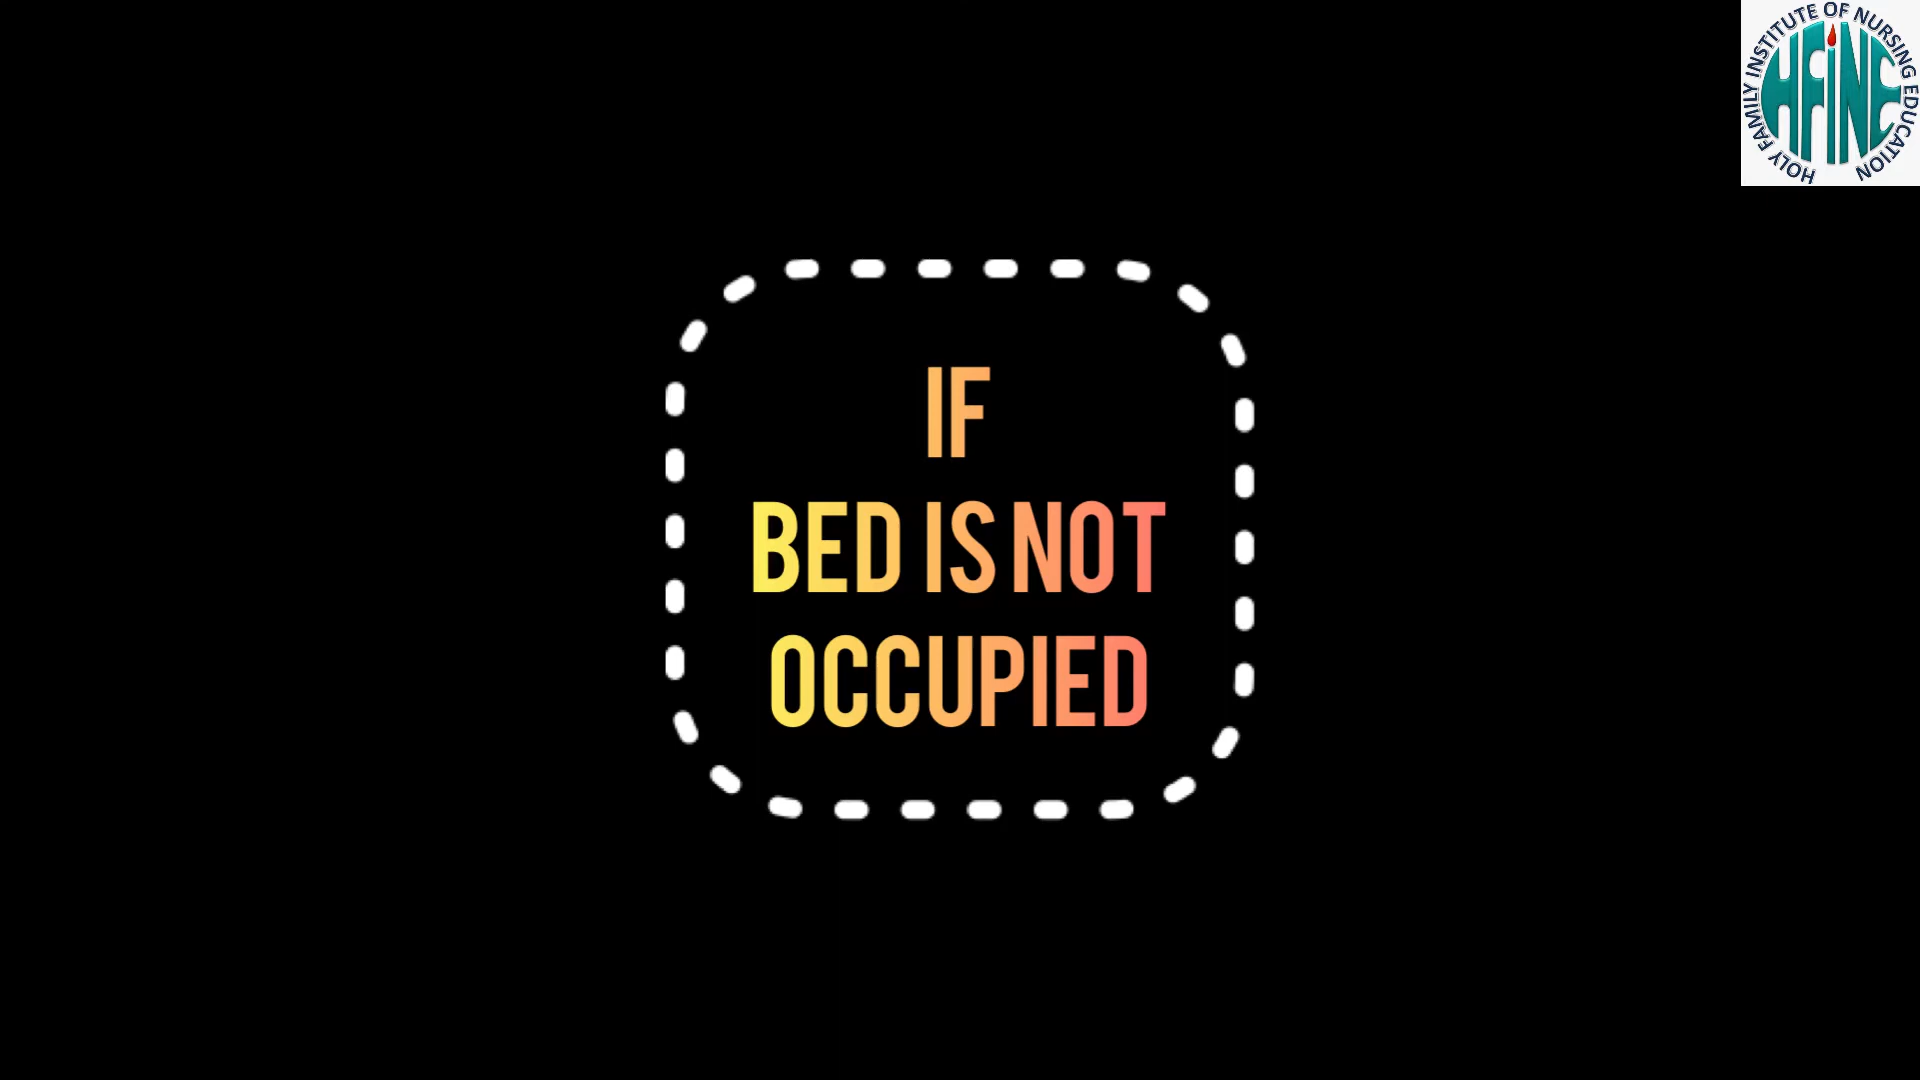 HOLY FAMILY INSTITUTE OF NURSING EDUCATION
HFINE
IF
BED IS NOT
OCCUPIED